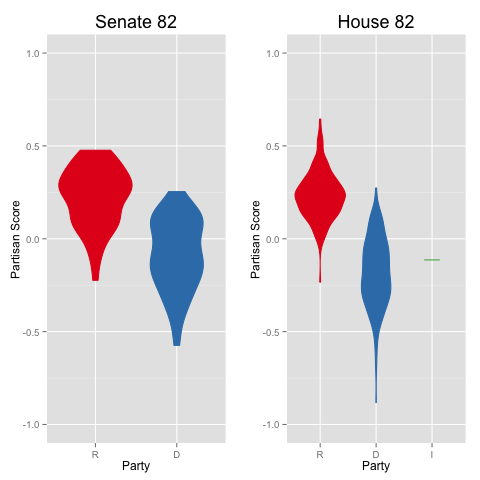 Senate 82
House 82
Partisan Score
1.0
0.5
0.0
-0.5
-1.0
R D
Party
Partisan Score
1.0
0.5
0.0
-0.5
-1.0
R D I
Party